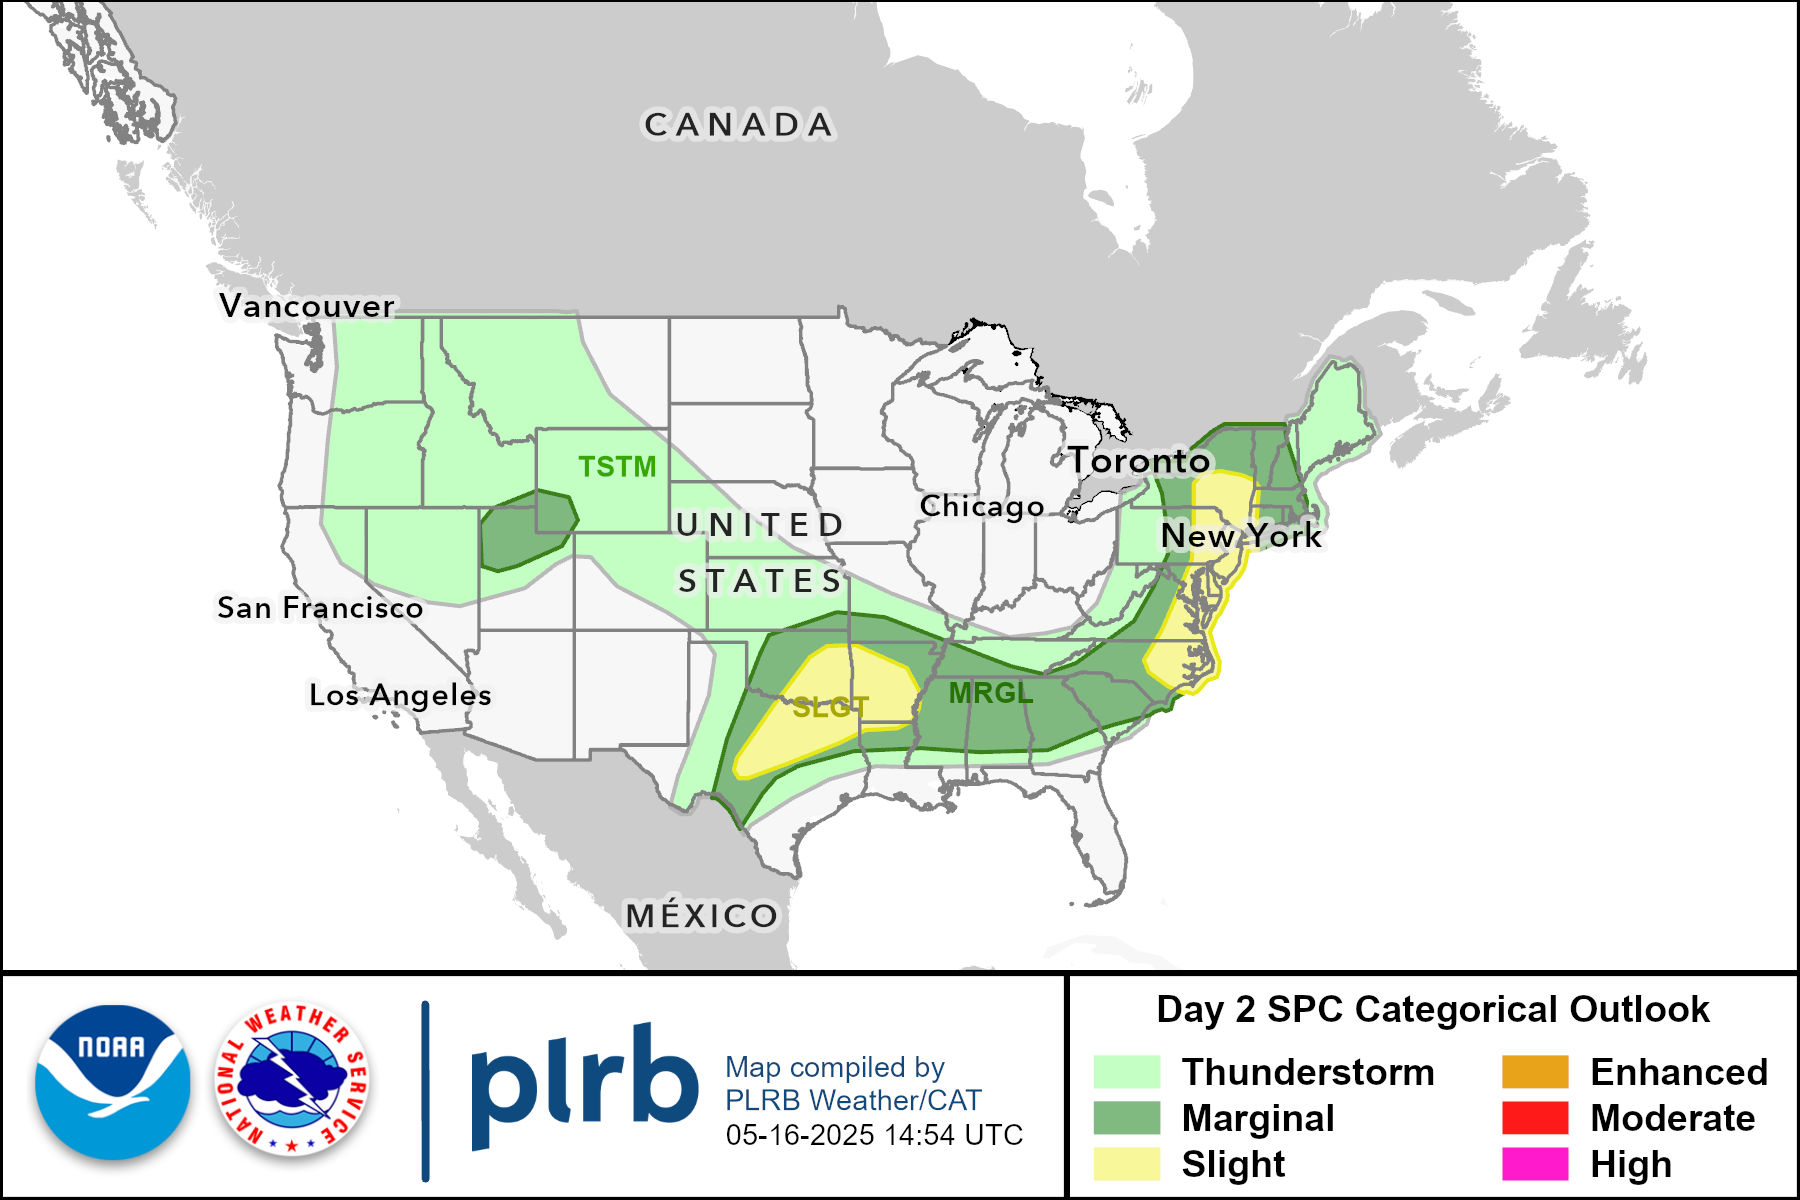 CANADA
Vancouver
TSTM
Toronto
Chicago
UNITED
New York
STATES
San Francisco
Los Angeles
MRGL
SLGT
MÉXICO
NOAA
NATIONAL WEATHER SERVICE
plrb
Map compiled by
PLRB Weather/CAT
05-16-2025 14:54 UTC
Day 2 SPC Categorical Outlook
Thunderstorm
Marginal
Slight
Enhanced
Moderate
High